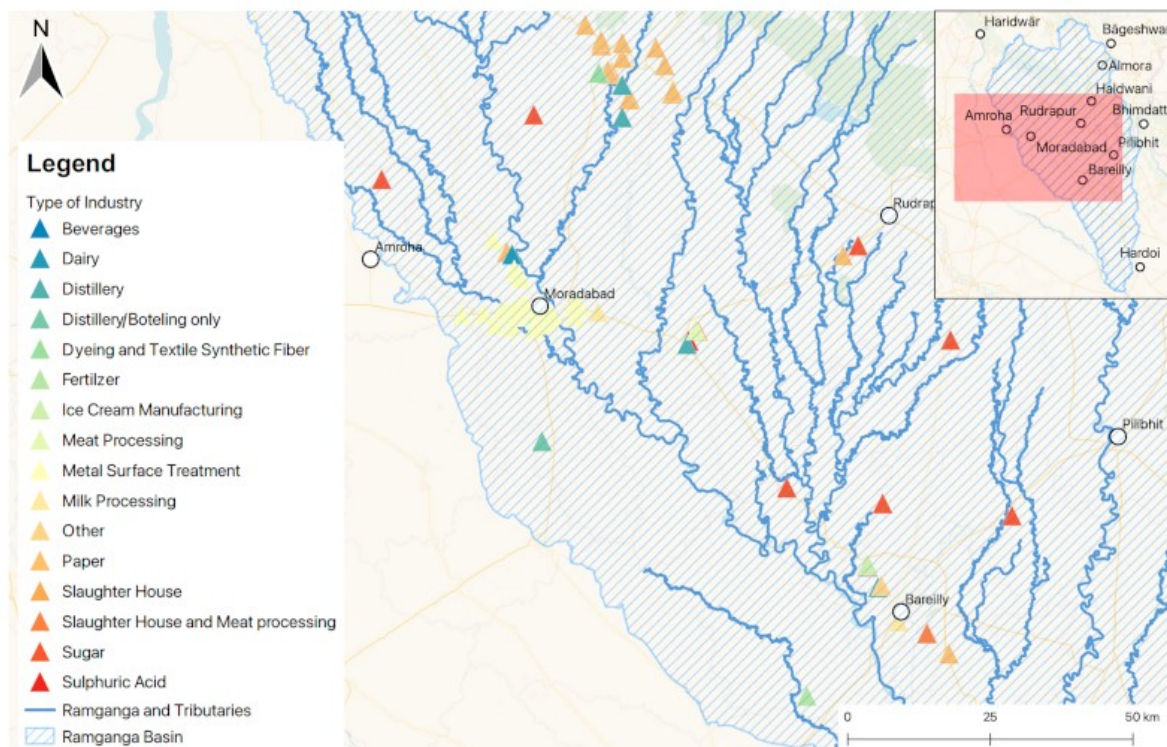 N
Legend
Type of Industry
Beverages
Dairy
Distillery
Distillery/Boteling only
Dyeing and Textile Synthetic Fiber
Fertilzer
Ice Cream Manufacturing
Meat Processing
Metal Surface Treatment
Milk Processing
Other
Paper
Slaughter House
Slaughter House and Meat processing
Sugar
Sulphuric Acid
Ramganga and Tributaries
Ramganga Basin
Amroha
Moradabad
Rudrap
Pilibhit
Bareilly
Haridwār
Bāgeshwa
Almora
Haldwani
Rudrapur
Bhimdatt
Amroha
Moradabad
Pilibhit
Bareilly
Hardoi
0 25 50 km